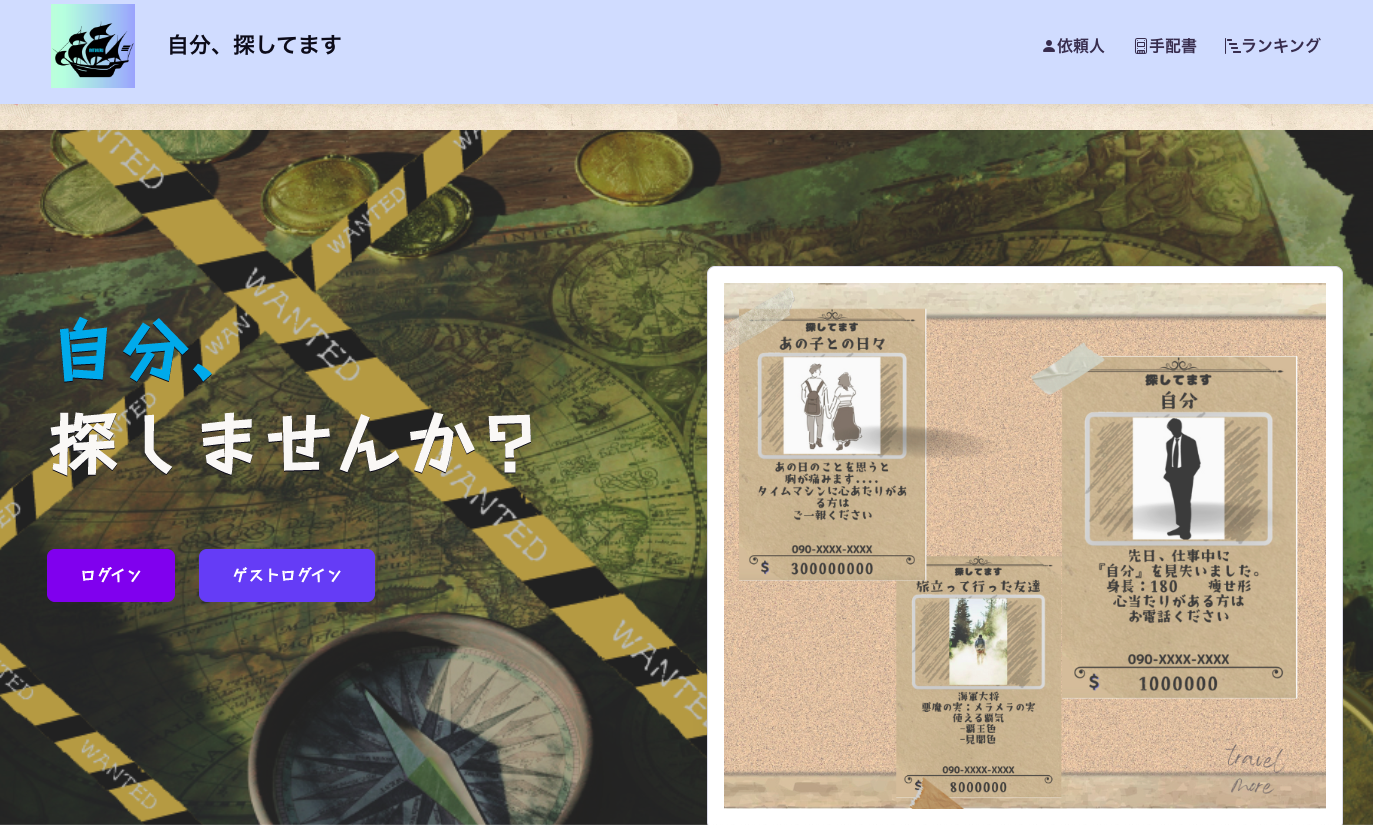 自分、探してます
依頼人
手配書
ランキング
WANTED
WANTED
WANTED
WANTED
WANTED
WANTED
WANTED
WANTED
INTEGRO
自分、
探しませんか?
ログイン
ゲストログイン
探してます
あの子との日々
あの日のことを思うと
胸が痛みます....
タイムマシンに心あたりがあ
る方は
ご一報ください
090-XXXX-XXXX
$ 300000000
探してます
自分
先日、仕事中に
『自分』を見失いました。
身長:180 痩せ形
心当たりがある方は
お電話ください
090-XXXX-XXXX
$ 1000000
探してます
旅立って行った友達
海軍大将
悪魔の実:メラメラの実
使える覇気
-覇王色
-見聞色
090-XXXX-XXXX
$ 8000000
travel
more